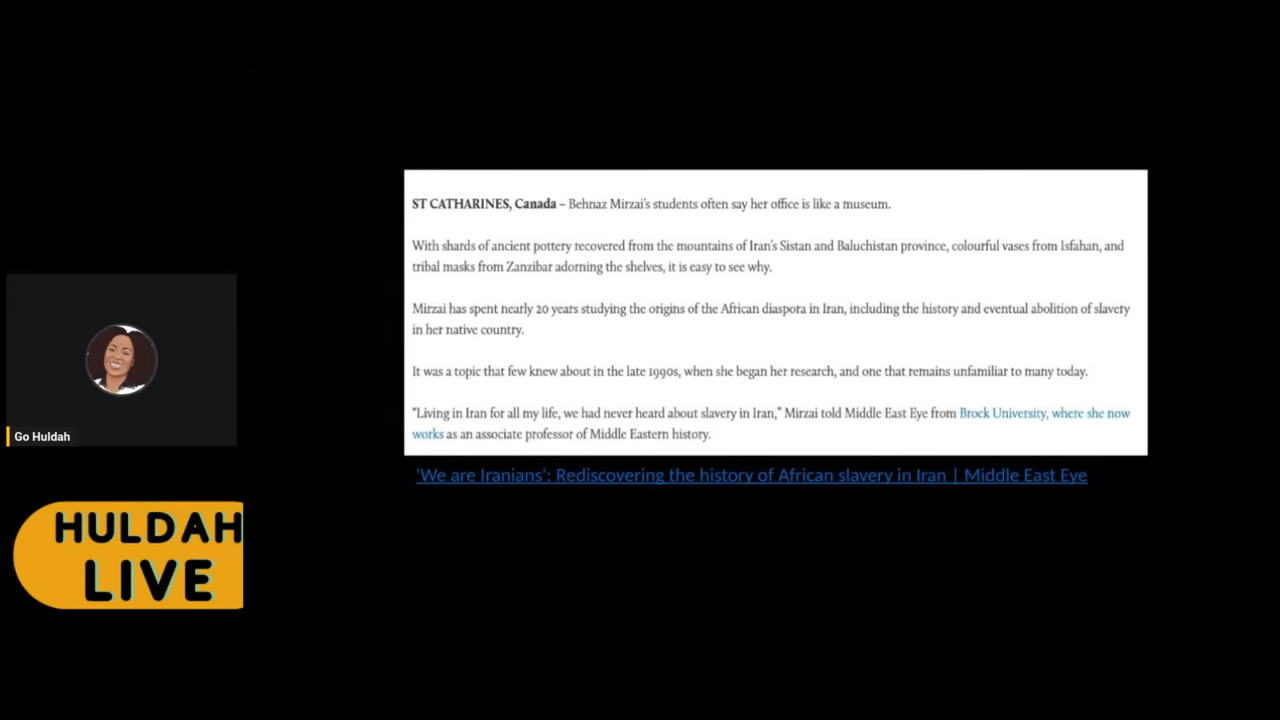 ST CATHARINES, Canada – Behnaz Mirzai's students often say her office is like a museum.
With shards of ancient pottery recovered from the mountains of Iran's Sistan and Baluchistan province, colourful vases from Isfahan, and
tribal masks from Zanzibar adorning the shelves, it is easy to see why.
Mirzai has spent nearly 20 years studying the origins of the African diaspora in Iran, including the history and eventual abolition of slavery
in her native country.
It was a topic that few knew about in the late 1990s, when she began her research, and one that remains unfamiliar to many today.
“Living in Iran for all my life, we had never heard about slavery in Iran,” Mirzai told Middle East Eye from Brock University, where she now
works as an associate professor of Middle Eastern history.
'We are Iranians': Rediscovering the history of African slavery in Iran | Middle East Eye
Go Huldah
HULDAH
LIVE